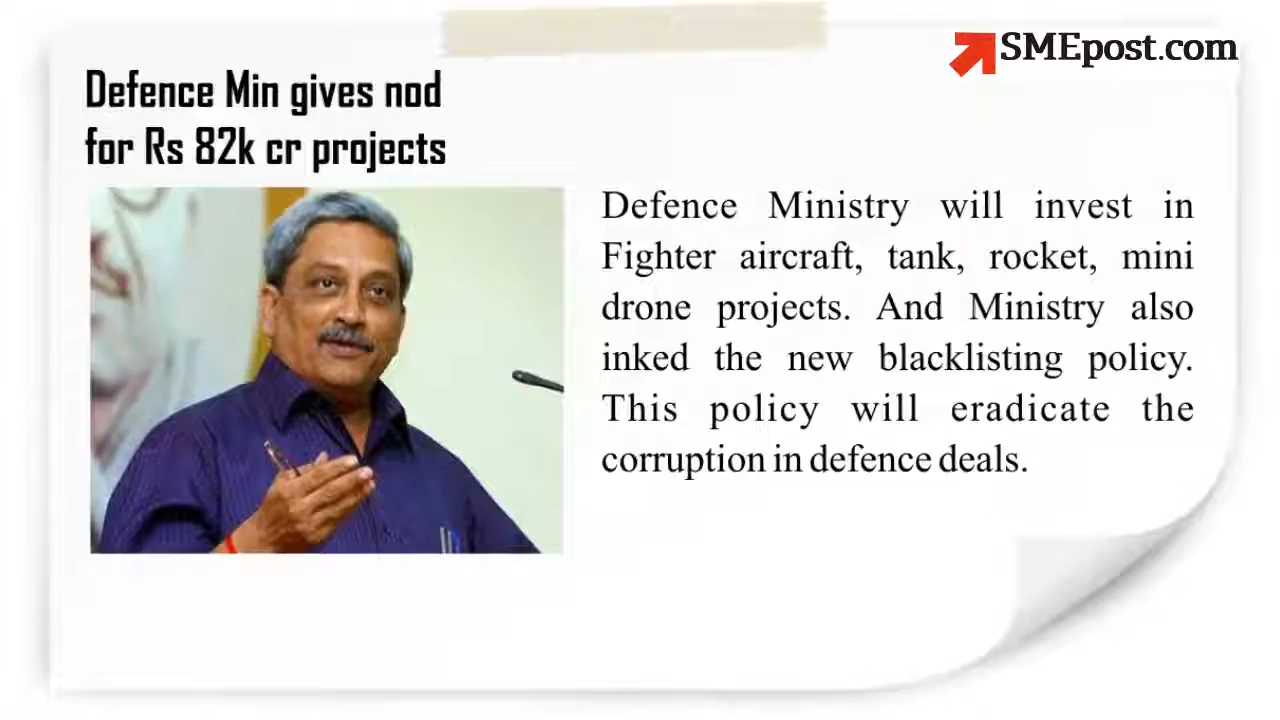 SMEpost.com
Defence Min gives nod
for Rs 82k cr projects
Defence Ministry will invest in
Fighter aircraft, tank, rocket, mini
drone projects. And Ministry also
inked the new blacklisting policy.
This policy will eradicate the
corruption in defence deals.